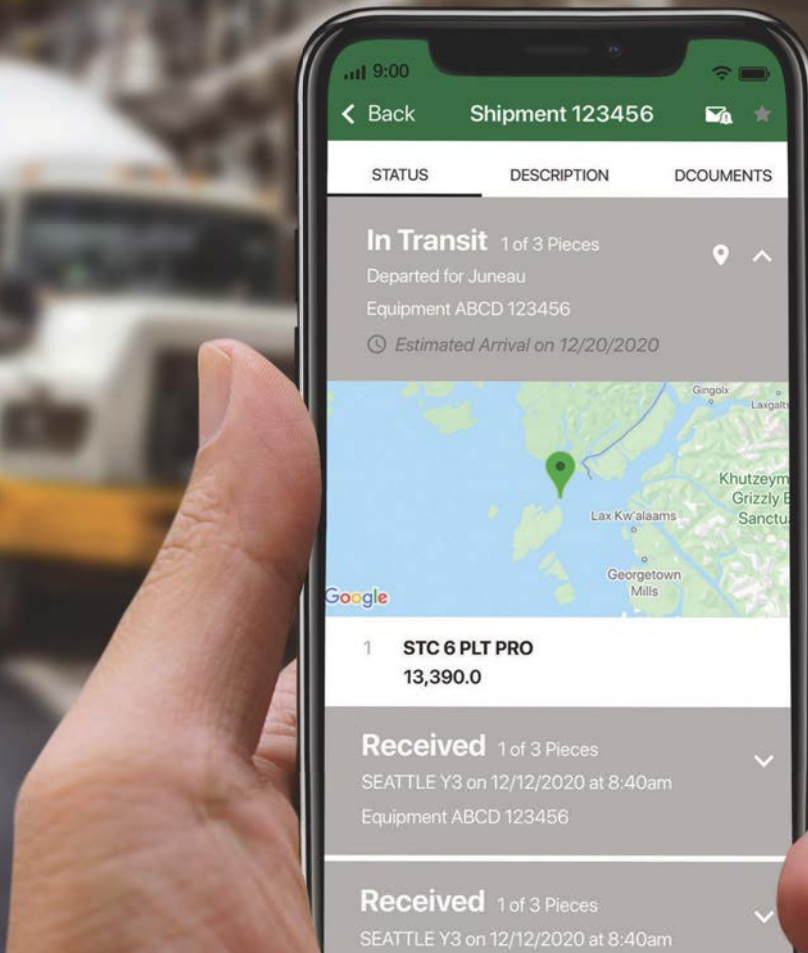 9:00
Back Shipment 123456
STATUS DESCRIPTION DCOUMENTS
In Transit 1 of 3 Pieces
Departed for Juneau
Equipment ABCD 123456
Estimated Arrival on 12/20/2020
Gingolx
Laxgalts
Khutzeym
Grizzly B
Sanctu
Lax Kw'alaams
Georgetown
Mills
Google
1 STC 6 PLT PRO
13,390.0
Received 1 of 3 Pieces
SEATTLE Y3 on 12/12/2020 at 8:40am
Equipment ABCD 123456
Received 1 of 3 Pieces
SEATTLE Y3 on 12/12/2020 at 8:40am